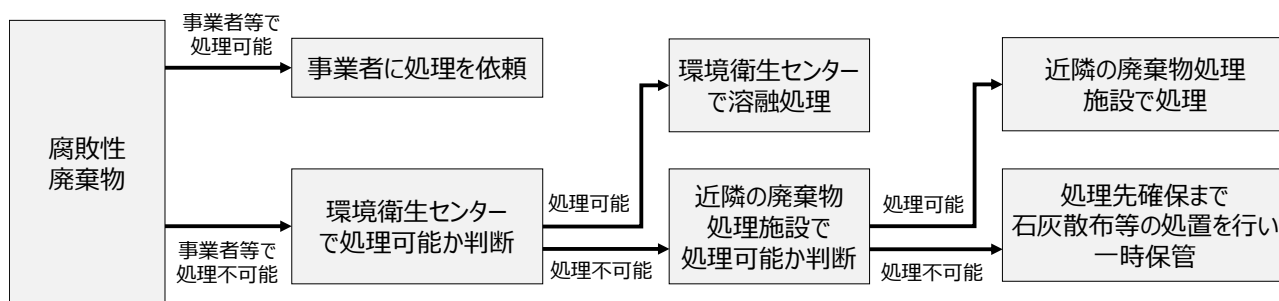 腐敗性
廃棄物
事業者等で
処理可能
事業者に処理を依頼
事業者等で
処理不可能
環境衛生センター
で処理可能か判断
処理可能
環境衛生センター
で溶融処理
処理不可能
近隣の廃棄物
処理施設で
処理可能か判断
処理可能
近隣の廃棄物処理
施設で処理
処理不可能
処理先確保まで
石灰散布等の処置を行い
一時保管